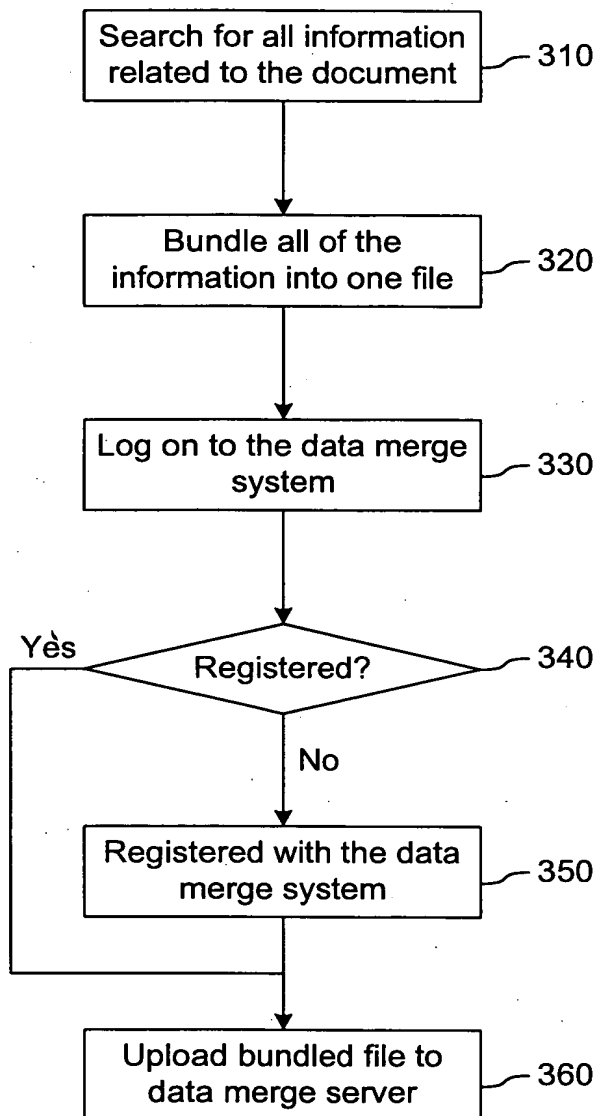 Search for all information
related to the document
310
Bundle all of the
information into one file
320
Log on to the data merge
system
330
Yes
Registered?
340
No
Registered with the data
merge system
350
Upload bundled file to
data merge server
360